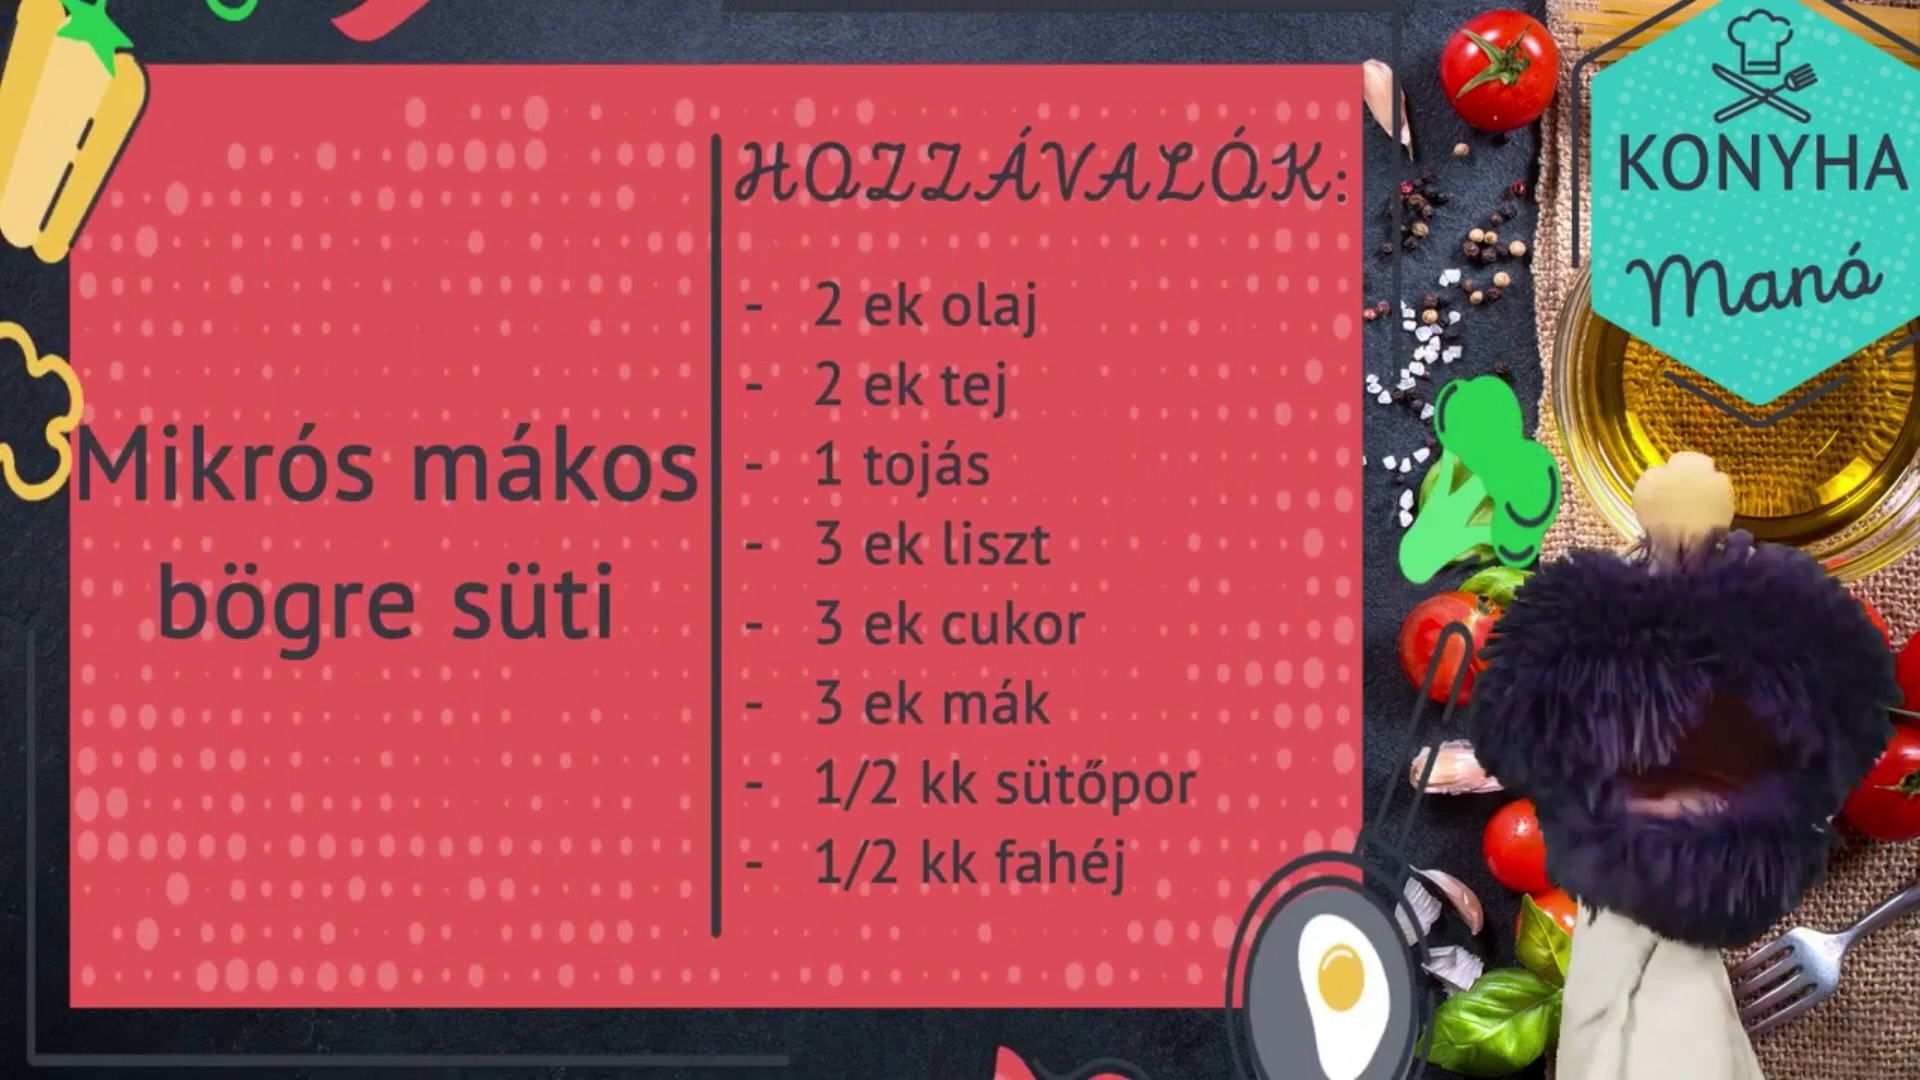 Mikrós mákos
bögre süti
HOZZÁVALÓK:
- 2 ek olaj
- 2 ek tej
- 1 tojás
- 3 ek liszt
- 3 ek cukor
- 3 ek mák
- 1/2 kk sütőpor
- 1/2 kk fahéj
KONYHA
Manó